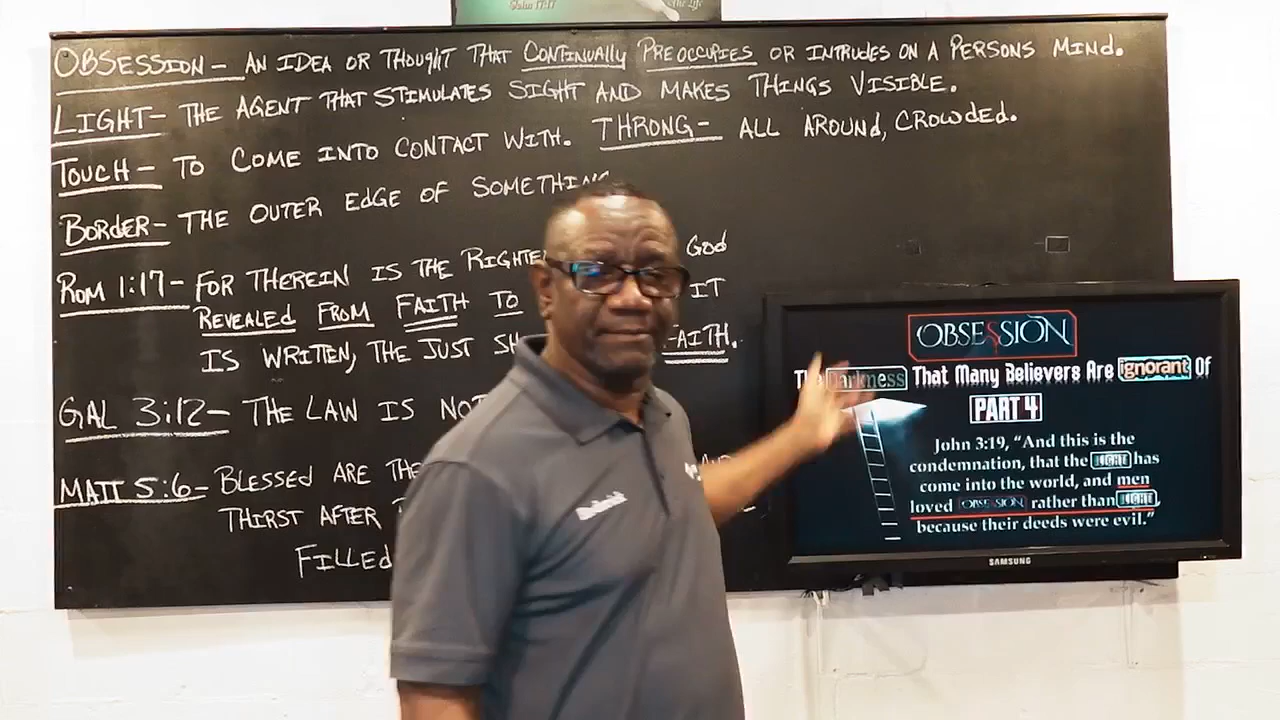 John 17:17
The Life
OBSESSION - AN IDEA OR THOUGHT THAT CONTINUALLY PREOCCUPIES OR INTRUDES ON A PERSONS MIND.
LIGHT - THE AGENT THAT STIMULATES SIGHT AND MAKES THINGS VISIBLE.
TOUCH - TO COME INTO CONTACT WITH. THRONG - ALL AROUND, CROWDED.
BORDER - THE OUTER EDGE OF SOMETHING
ROM 1:17 - FOR THEREIN IS THE RIGHTE GOD
REVEALED FROM FAITH TO IT
IS WRITTEN, THE JUST SH FAITH.
GAL 3:12 - THE LAW IS NOT
MATT 5:6 - BLESSED ARE THE
THIRST AFTER
FILLED
OBSESSION
The Darkness That Many Believers Are ignorant Of
PART 4
John 3:19, “And this is the
condemnation, that the LIGHT has
come into the world, and men
loved OBSESSION rather than LIGHT,
because their deeds were evil.”
SAMSUNG